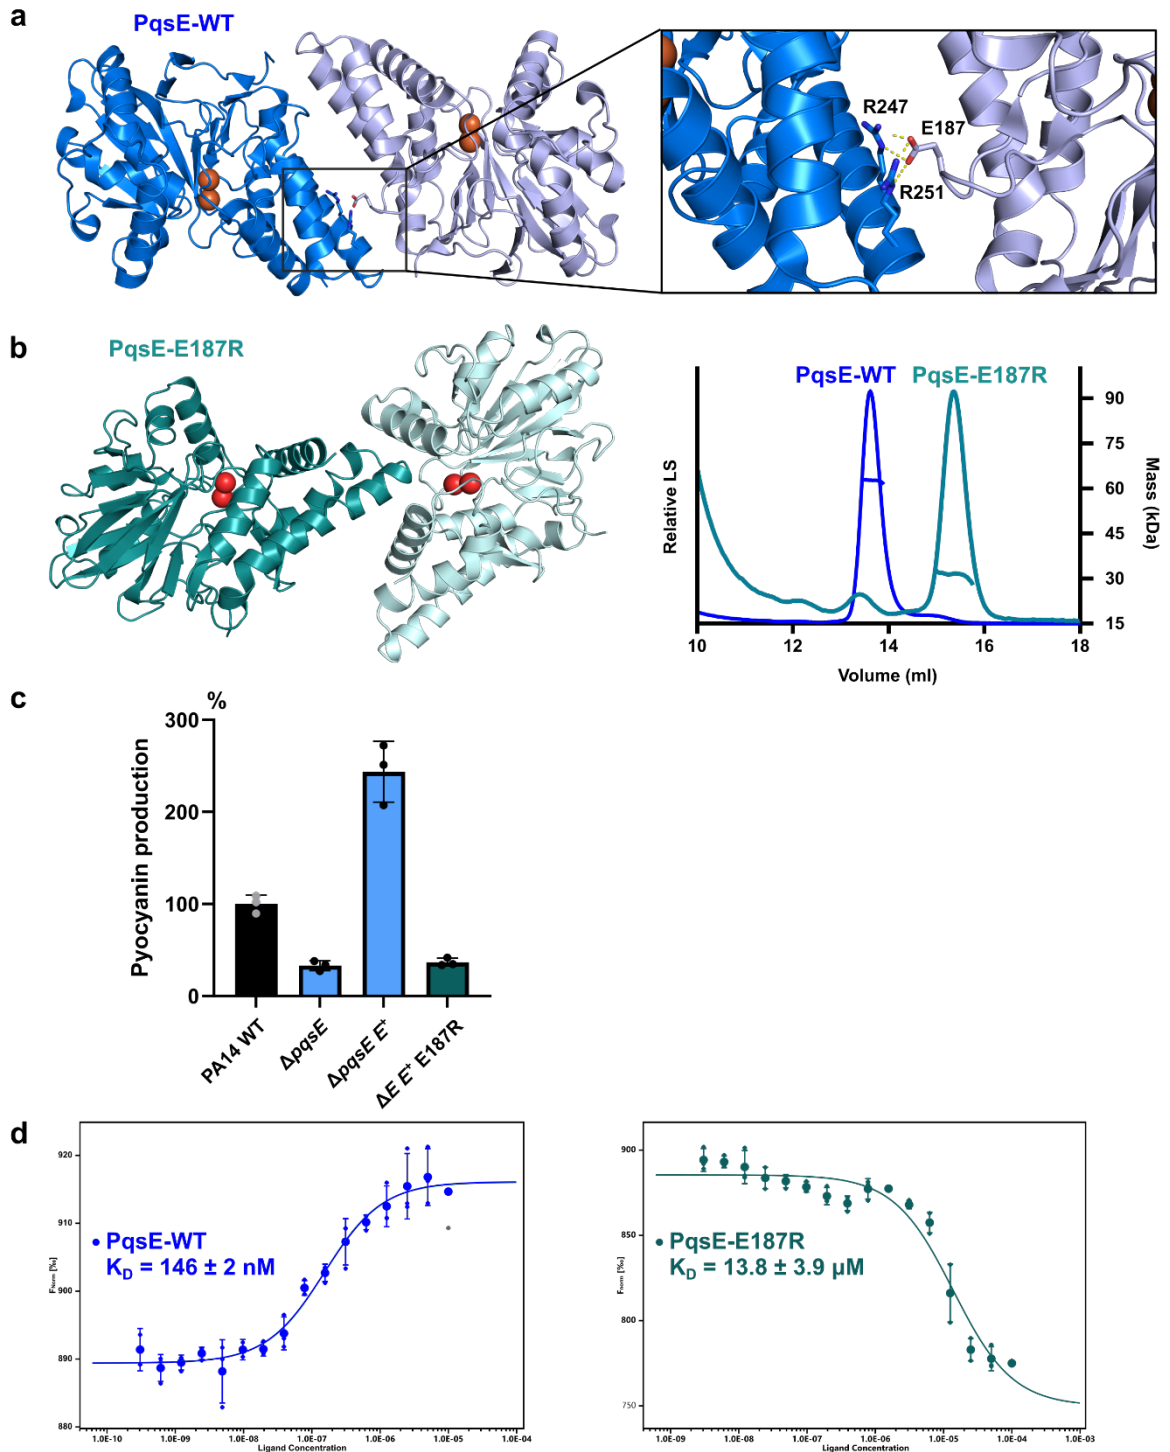 a
PqsE-WT
R247
E187
R251
b
PqsE-E187R
PqsE-WT PqsE-E187R
Relative LS
90
75
60
45
30
15
Mass (kDa)
10 12 14 16 18
Volume (ml)
c
%
Pyocyanin production
300
200
100
0
PA14 WT
ΔpqsE
ΔpqsE E⁺
ΔE E⁺ E187R
d
920
910
900
890
880
Fnorm [‰]
PqsE-WT
K_D = 146 ± 2 nM
1.0E-10 1.0E-09 1.0E-08 1.0E-07 1.0E-06 1.0E-05 1.0E-04
Ligand Concentration
900
850
800
750
Fnorm [‰]
PqsE-E187R
K_D = 13.8 ± 3.9 µM
1.0E-09 1.0E-08 1.0E-07 1.0E-06 1.0E-05 1.0E-04 1.0E-03
Ligand Concentration